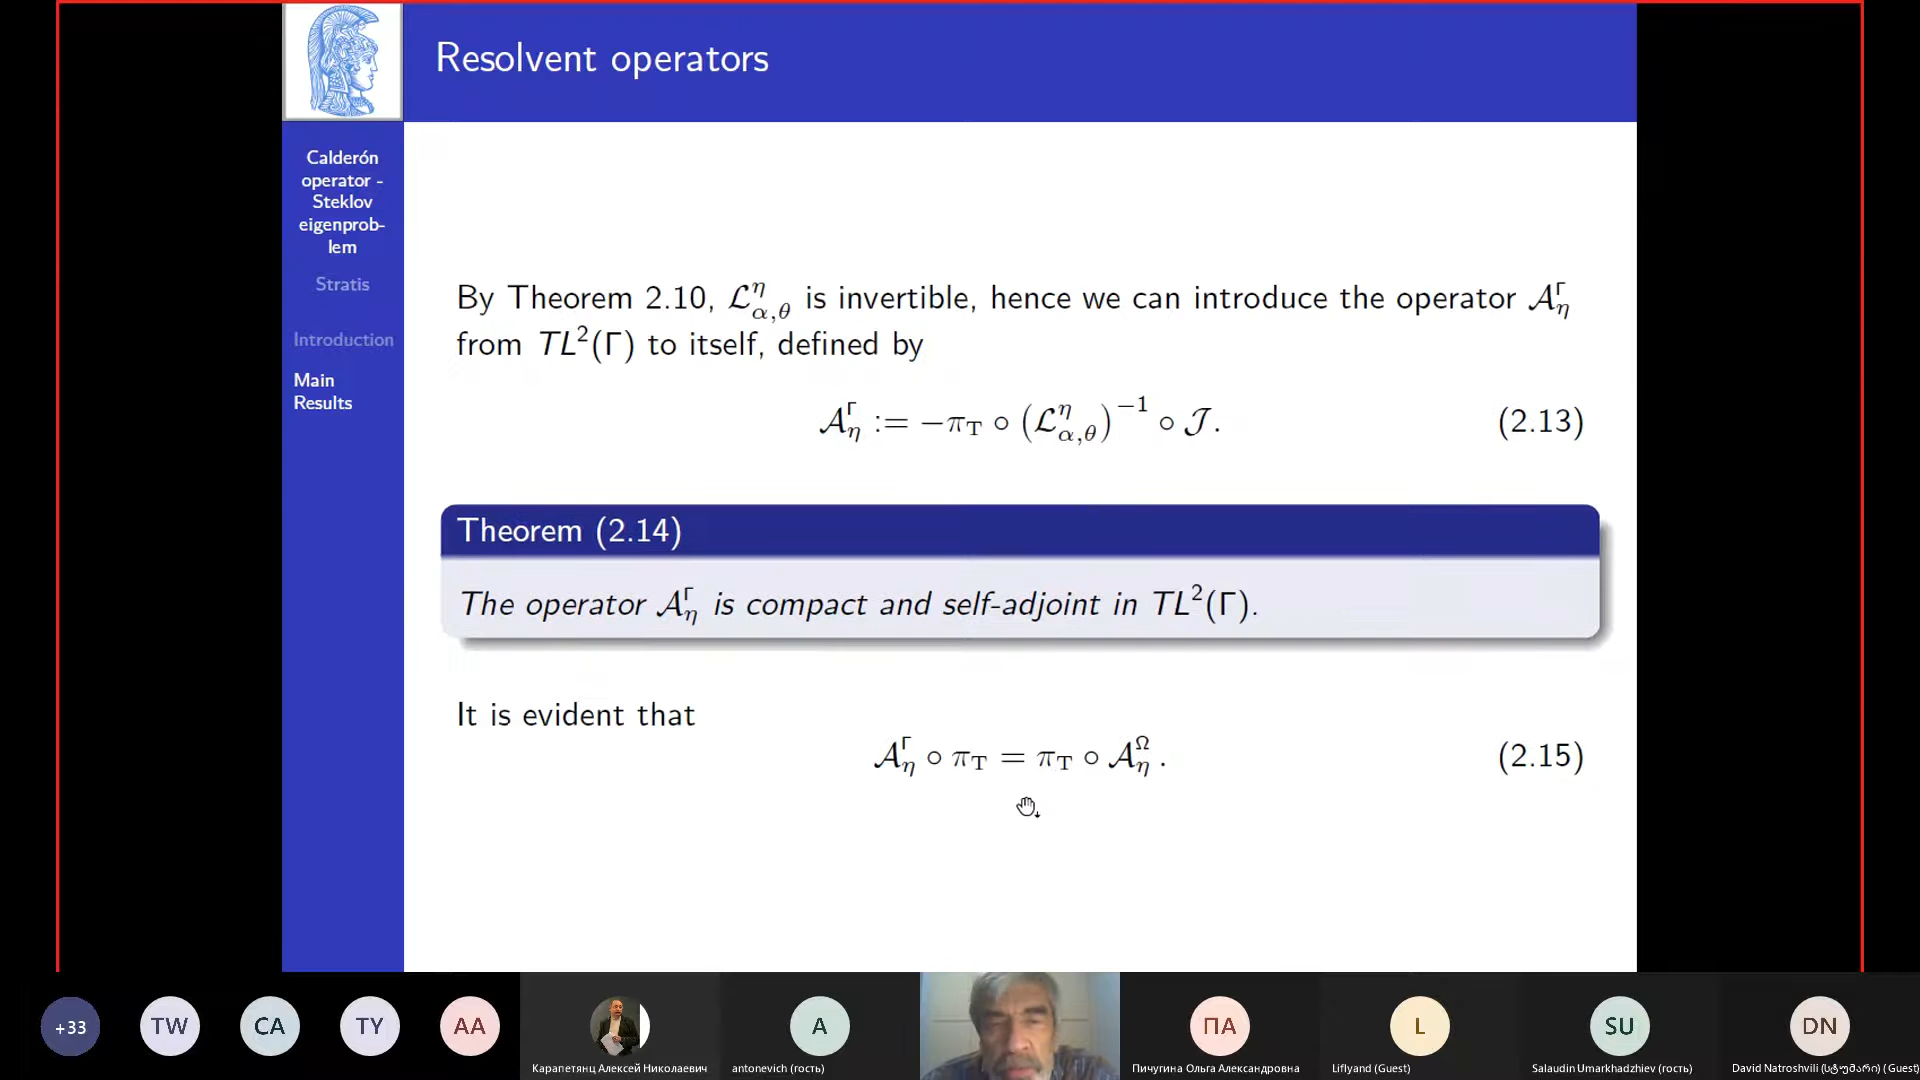 Resolvent operators
Calderón
operator -
Steklov
eigenprob-
lem
Stratis
Introduction
Main
Results
By Theorem 2.10, $\mathcal{L}^{\eta}_{\alpha,\theta}$ is invertible, hence we can introduce the operator $\mathcal{A}^{\Gamma}_{\eta}$
from $TL^2(\Gamma)$ to itself, defined by
$\mathcal{A}^{\Gamma}_{\eta} := -\pi_{\mathrm{T}} \circ (\mathcal{L}^{\eta}_{\alpha,\theta})^{-1} \circ \mathcal{J}.$ (2.13)
Theorem (2.14)
The operator $\mathcal{A}^{\Gamma}_{\eta}$ is compact and self-adjoint in $TL^2(\Gamma)$.
It is evident that
$\mathcal{A}^{\Gamma}_{\eta} \circ \pi_{\mathrm{T}} = \pi_{\mathrm{T}} \circ \mathcal{A}^{\Omega}_{\eta}.$ (2.15)
+33 TW CA TY AA A ПА L SU DN
Карапетянц Алексей Николаевич antonevich (гость) Пичугина Ольга Александровна Liflyand (Guest) Salaudin Umarkhadzhiev (гость) David Natroshvili (სტუმარი) (Guest)